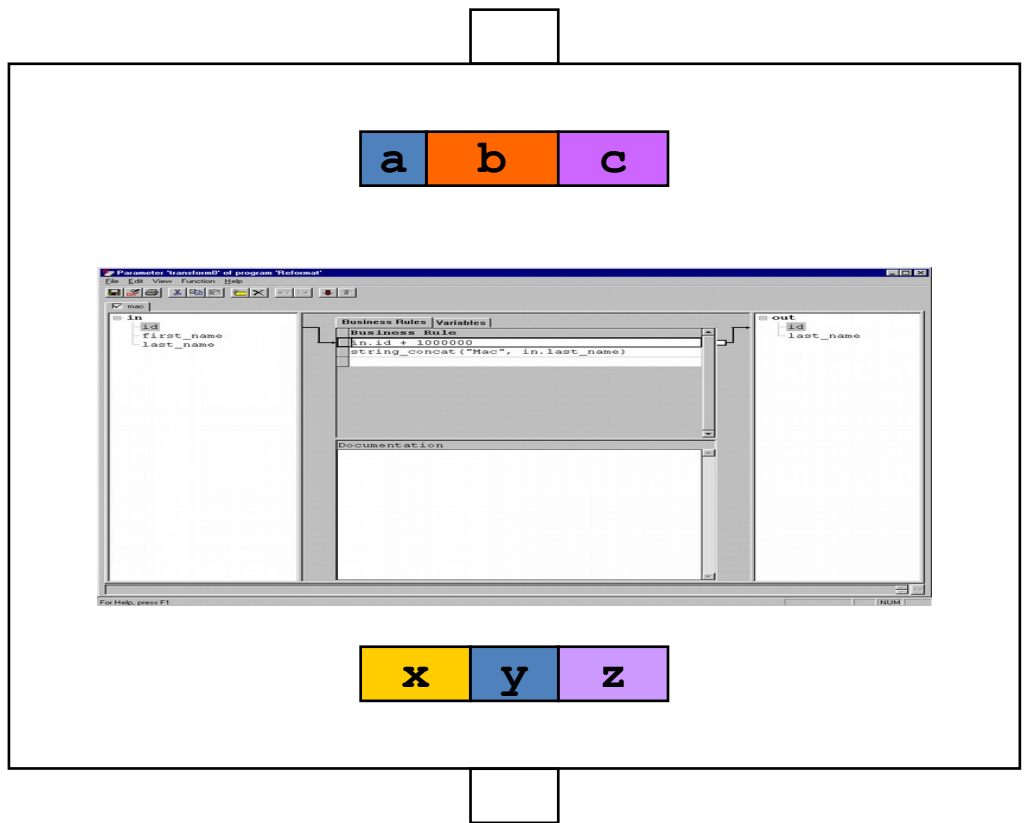 a b c
Parameter 'transform0' of program 'Reformat'
File Edit View Function Help
mac
in
id
first_name
last_name
Business Rules Variables
Business Rule
in.id + 1000000
string_concat("Mac", in.last_name)
Documentation
out
id
last_name
For Help, press F1
NUM
x y z